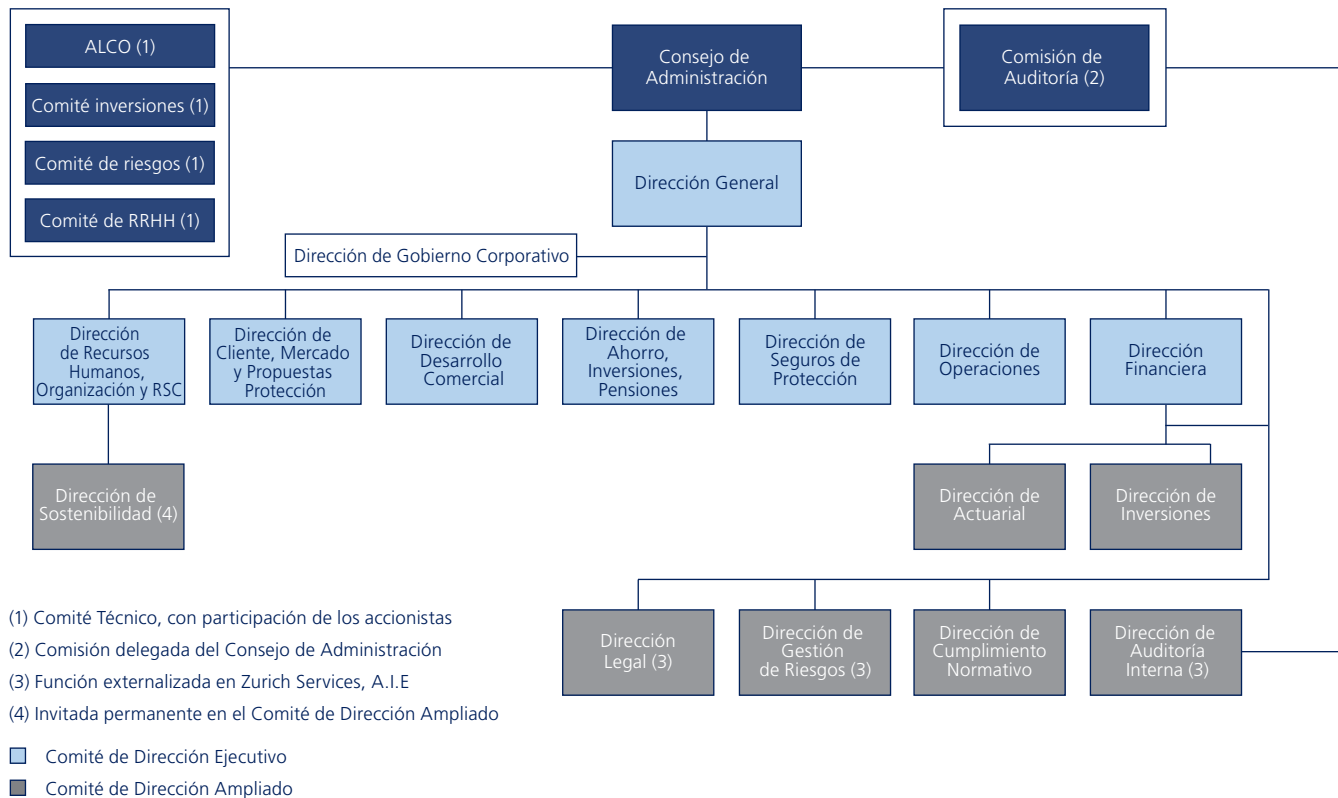 ALCO (1)
Comité inversiones (1)
Comité de riesgos (1)
Comité de RRHH (1)
Consejo de
Administración
Comisión de
Auditoría (2)
Dirección General
Dirección de Gobierno Corporativo
Dirección
de Recursos
Humanos,
Organización y RSC
Dirección de
Cliente, Mercado
y Propuestas
Protección
Dirección de
Desarrollo
Comercial
Dirección de
Ahorro,
Inversiones,
Pensiones
Dirección de
Seguros de
Protección
Dirección de
Operaciones
Dirección
Financiera
Dirección de
Sostenibilidad (4)
Dirección de
Actuarial
Dirección de
Inversiones
Dirección
Legal (3)
Dirección de
Gestión
de Riesgos (3)
Dirección de
Cumplimiento
Normativo
Dirección de
Auditoría
Interna (3)
(1) Comité Técnico, con participación de los accionistas
(2) Comisión delegada del Consejo de Administración
(3) Función externalizada en Zurich Services, A.I.E
(4) Invitada permanente en el Comité de Dirección Ampliado
Comité de Dirección Ejecutivo
Comité de Dirección Ampliado